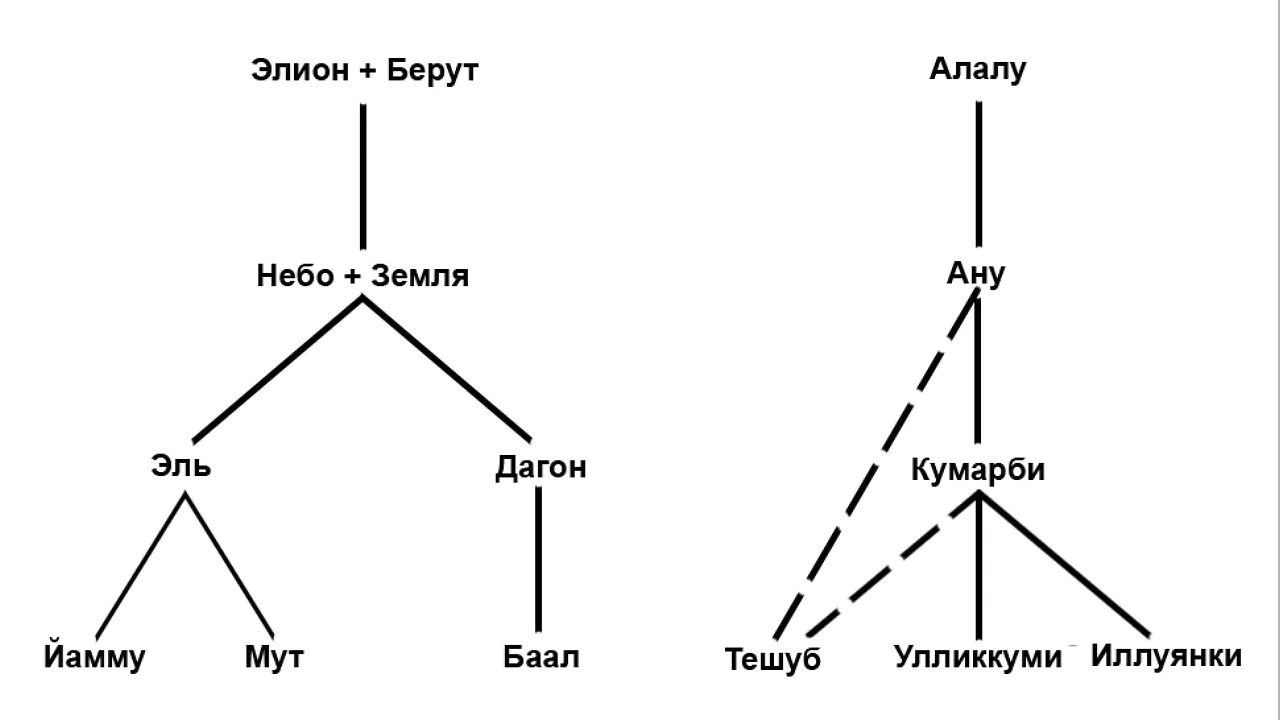 Элион + Берут
Алалу
Небо + Земля
Ану
Эль
Дагон
Кумарби
Йамму
Мут
Баал
Тешуб
Улликкуми
Иллуянки